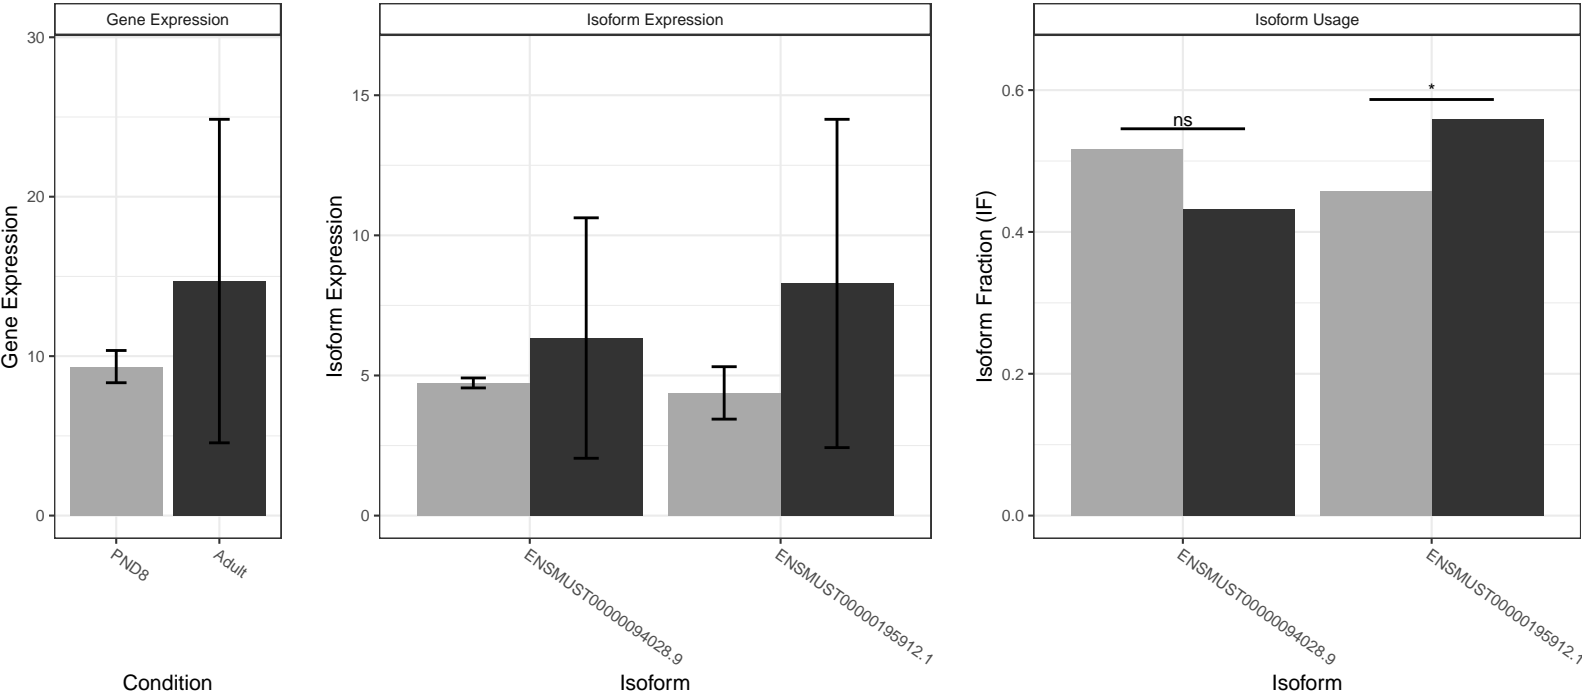 Gene Expression
Isoform Expression
Isoform Usage
Gene Expression
30
20
10
0
PND8
Adult
Condition
Isoform Expression
15
10
5
0
ENSMUST00000094028.9
ENSMUST00000195912.1
Isoform
Isoform Fraction (IF)
0.6
0.4
0.2
0.0
ns
*
ENSMUST00000094028.9
ENSMUST00000195912.1
Isoform